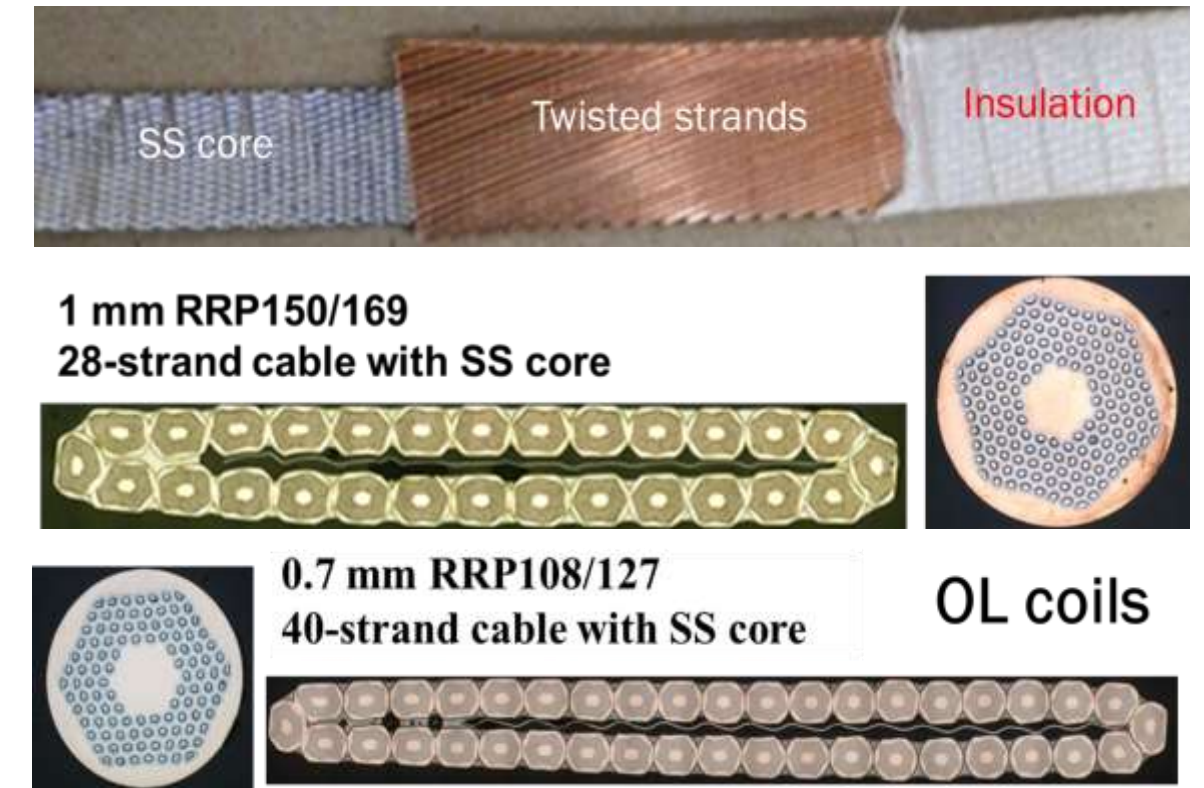 SS core
Twisted strands
Insulation
1 mm RRP150/169
28-strand cable with SS core
0.7 mm RRP108/127
40-strand cable with SS core
OL coils